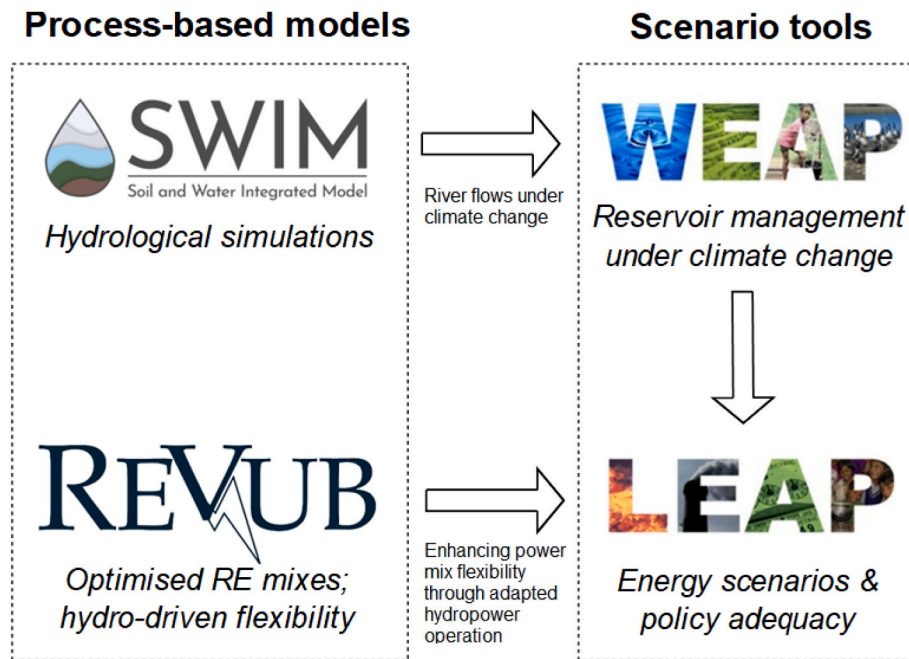 Process-based models
Scenario tools
SWIM
Soil and Water Integrated Model
Hydrological simulations
River flows under
climate change
WEAP
Reservoir management
under climate change
REVUB
Optimised RE mixes;
hydro-driven flexibility
Enhancing power
mix flexibility
through adapted
hydropower
operation
LEAP
Energy scenarios &
policy adequacy